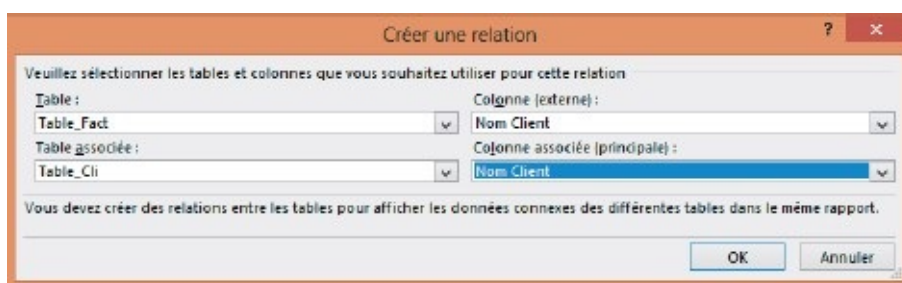 Créer une relation
?
Veuillez sélectionner les tables et colonnes que vous souhaitez utiliser pour cette relation
Table :
Colonne (externe) :
Table_Fact
Nom Client
Table associée :
Colonne associée (principale) :
Table_Cli
Nom Client
Vous devez créer des relations entre les tables pour afficher les données connexes des différentes tables dans le même rapport.
OK
Annuler